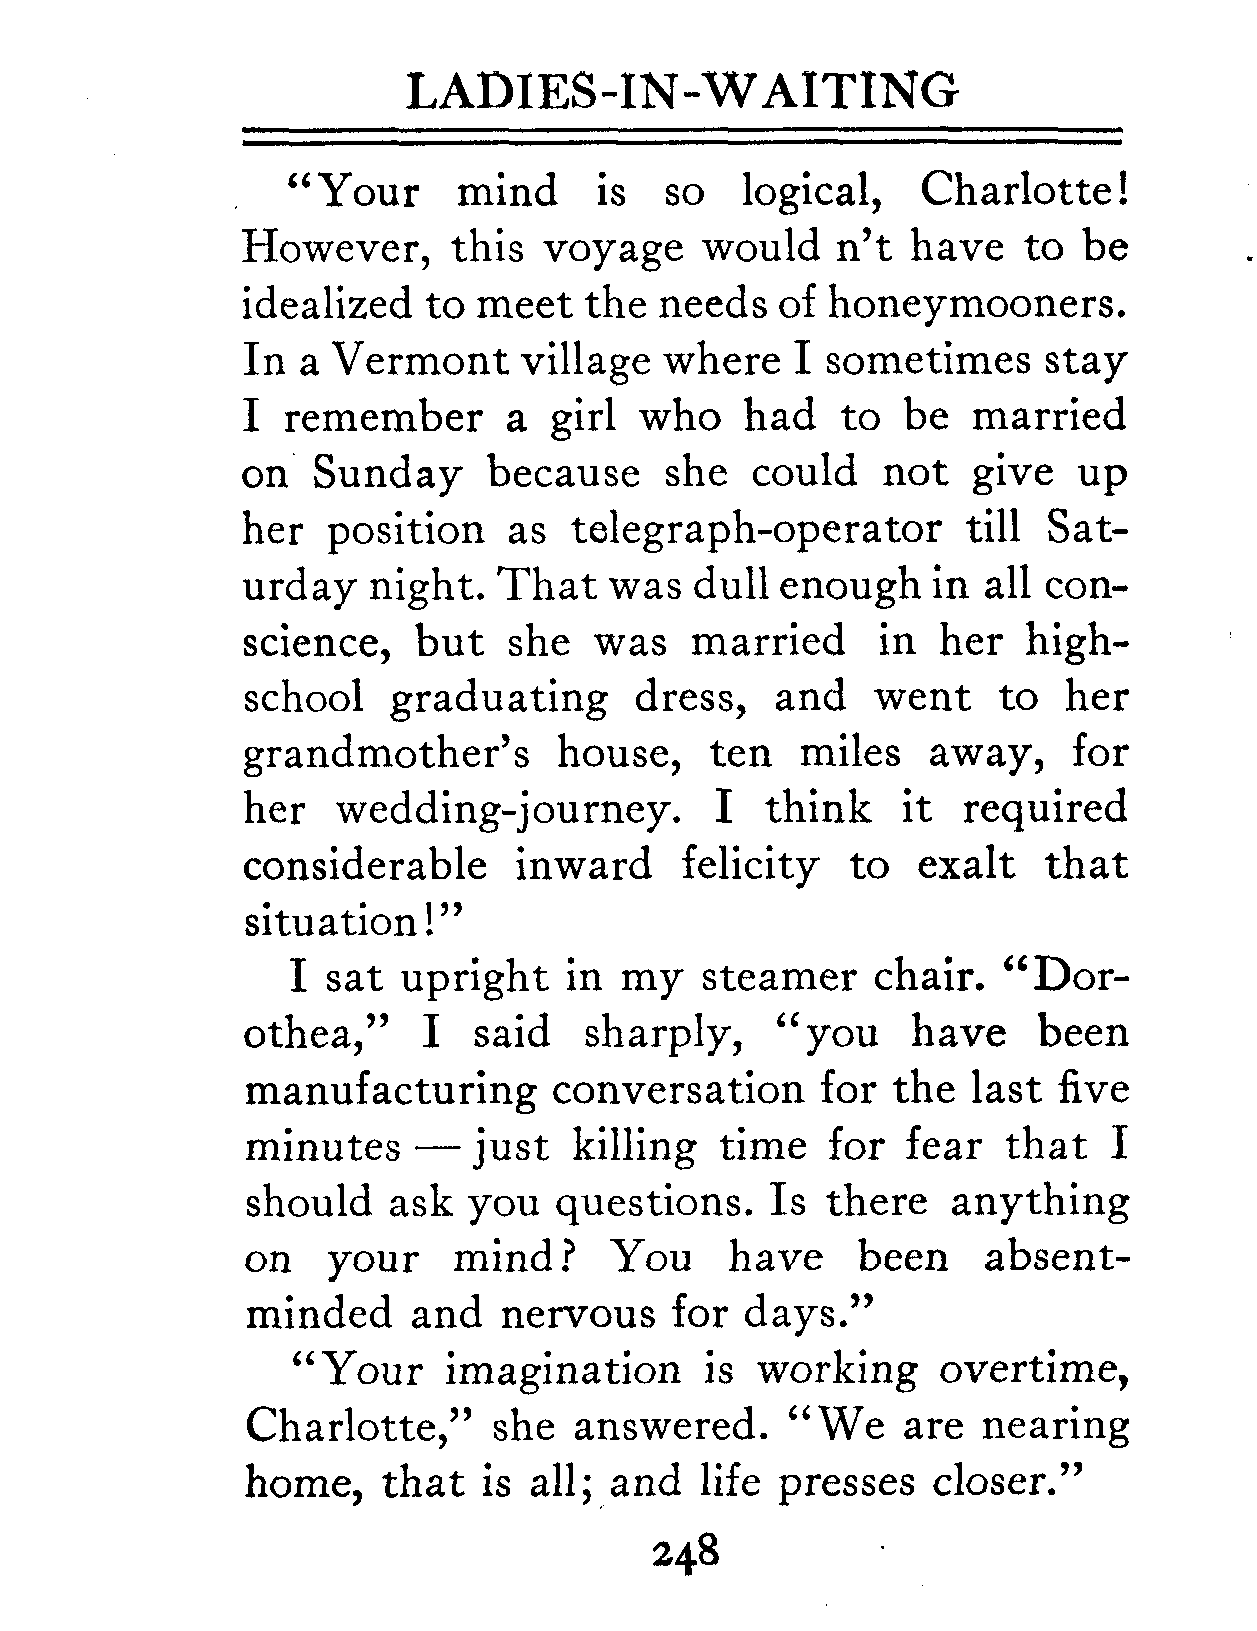 LADIES-IN-WAITING
“Your mind is so logical, Charlotte!
However, this voyage would n’t have to be
idealized to meet the needs of honeymooners.
In a Vermont village where I sometimes stay
I remember a girl who had to be married
on Sunday because she could not give up
her position as telegraph-operator till Sat-
urday night. That was dull enough in all con-
science, but she was married in her high-
school graduating dress, and went to her
grandmother’s house, ten miles away, for
her wedding-journey. I think it required
considerable inward felicity to exalt that
situation!”
I sat upright in my steamer chair. “Dor-
othea,” I said sharply, “you have been
manufacturing conversation for the last five
minutes — just killing time for fear that I
should ask you questions. Is there anything
on your mind? You have been absent-
minded and nervous for days.”
“Your imagination is working overtime,
Charlotte,” she answered. “We are nearing
home, that is all; and life presses closer.”
248